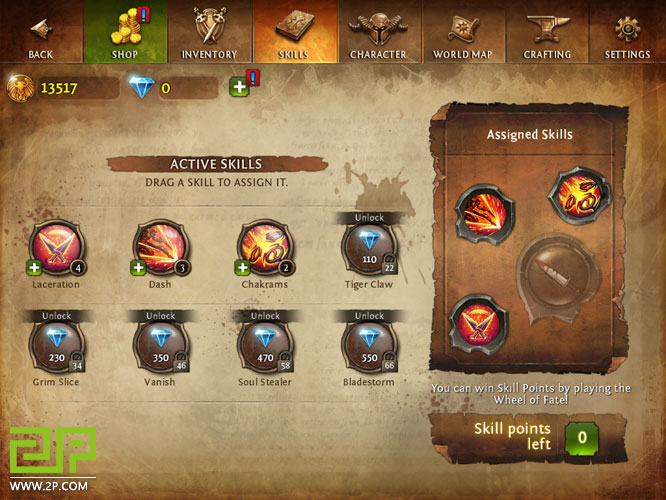 BACK
SHOP
INVENTORY
SKILLS
CHARACTER
WORLD MAP
CRAFTING
SETTINGS
13517
0
ACTIVE SKILLS
DRAG A SKILL TO ASSIGN IT.
4
Laceration
3
Dash
2
Chakrams
Unlock
110
22
Tiger Claw
Unlock
230
34
Grim Slice
Unlock
350
46
Vanish
Unlock
470
58
Soul Stealer
Unlock
550
66
Bladestorm
Assigned Skills
You can win Skill Points by playing the
Wheel of Fate!
Skill points
left
0
2P
WWW.2P.COM